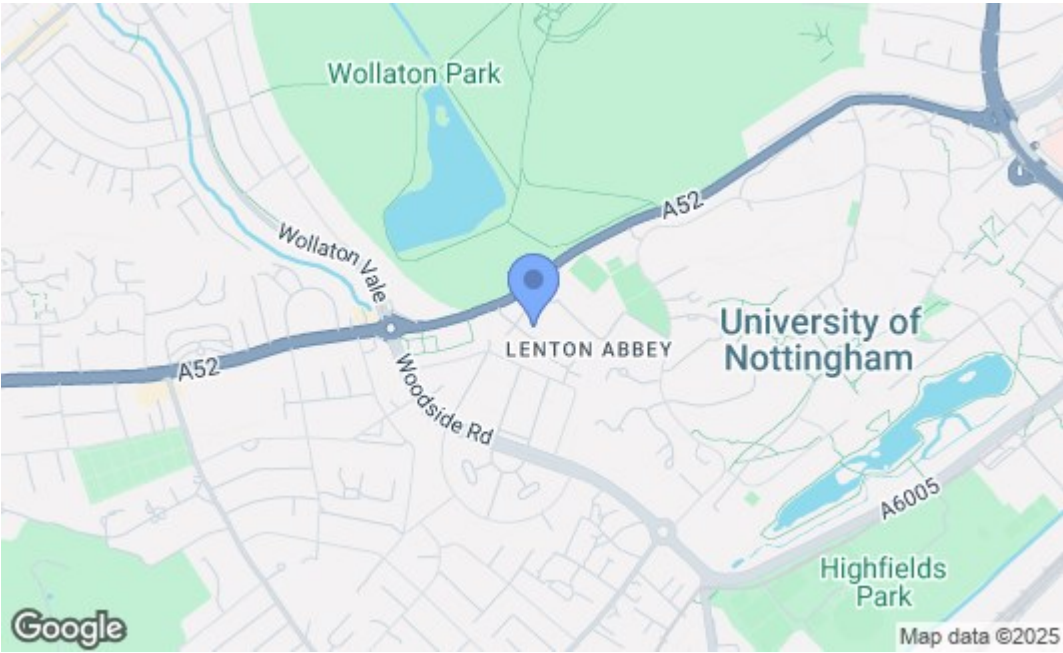 Wollaton Park
A52
Wollaton Vale
LENTON ABBEY
University of
Nottingham
A52
Woodside Rd
A6005
Highfields
Park
Google
Map data ©2025